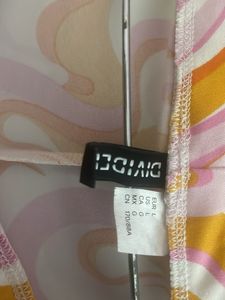 DIVIDED
EUR L
US L
CA G
MX G
CN 170/88A